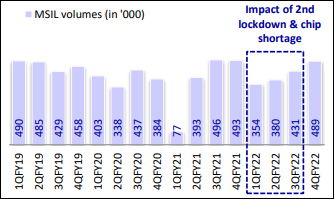 MSIL volumes (in '000)
Impact of 2nd
lockdown & chip
shortage
490
485
429
458
403
338
437
384
77
393
496
493
354
380
431
489
1QFY19
2QFY19
3QFY19
4QFY19
1QFY20
2QFY20
3QFY20
4QFY20
1QFY21
2QFY21
3QFY21
4QFY21
1QFY22
2QFY22
3QFY22
4QFY22